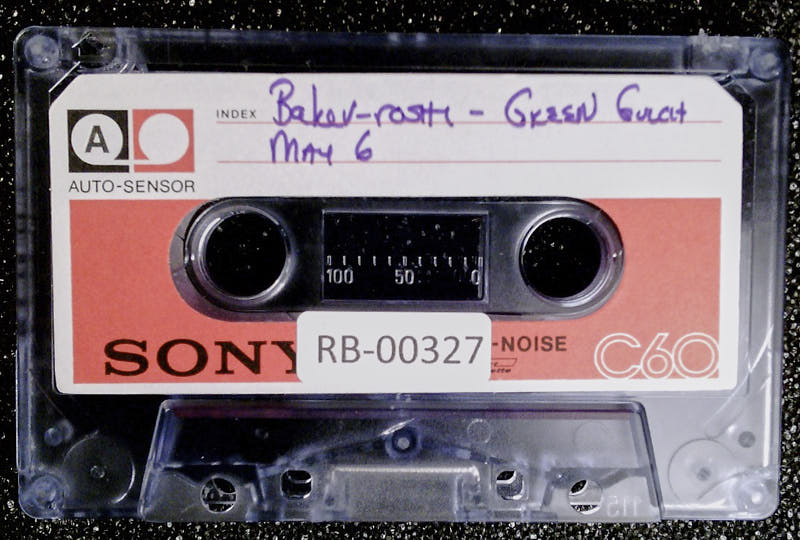 A
INDEX Baker-roshi - GREEN GULCH
MAY 6
AUTO-SENSOR
100 50 0
SONY
RB-00327
-NOISE
C60